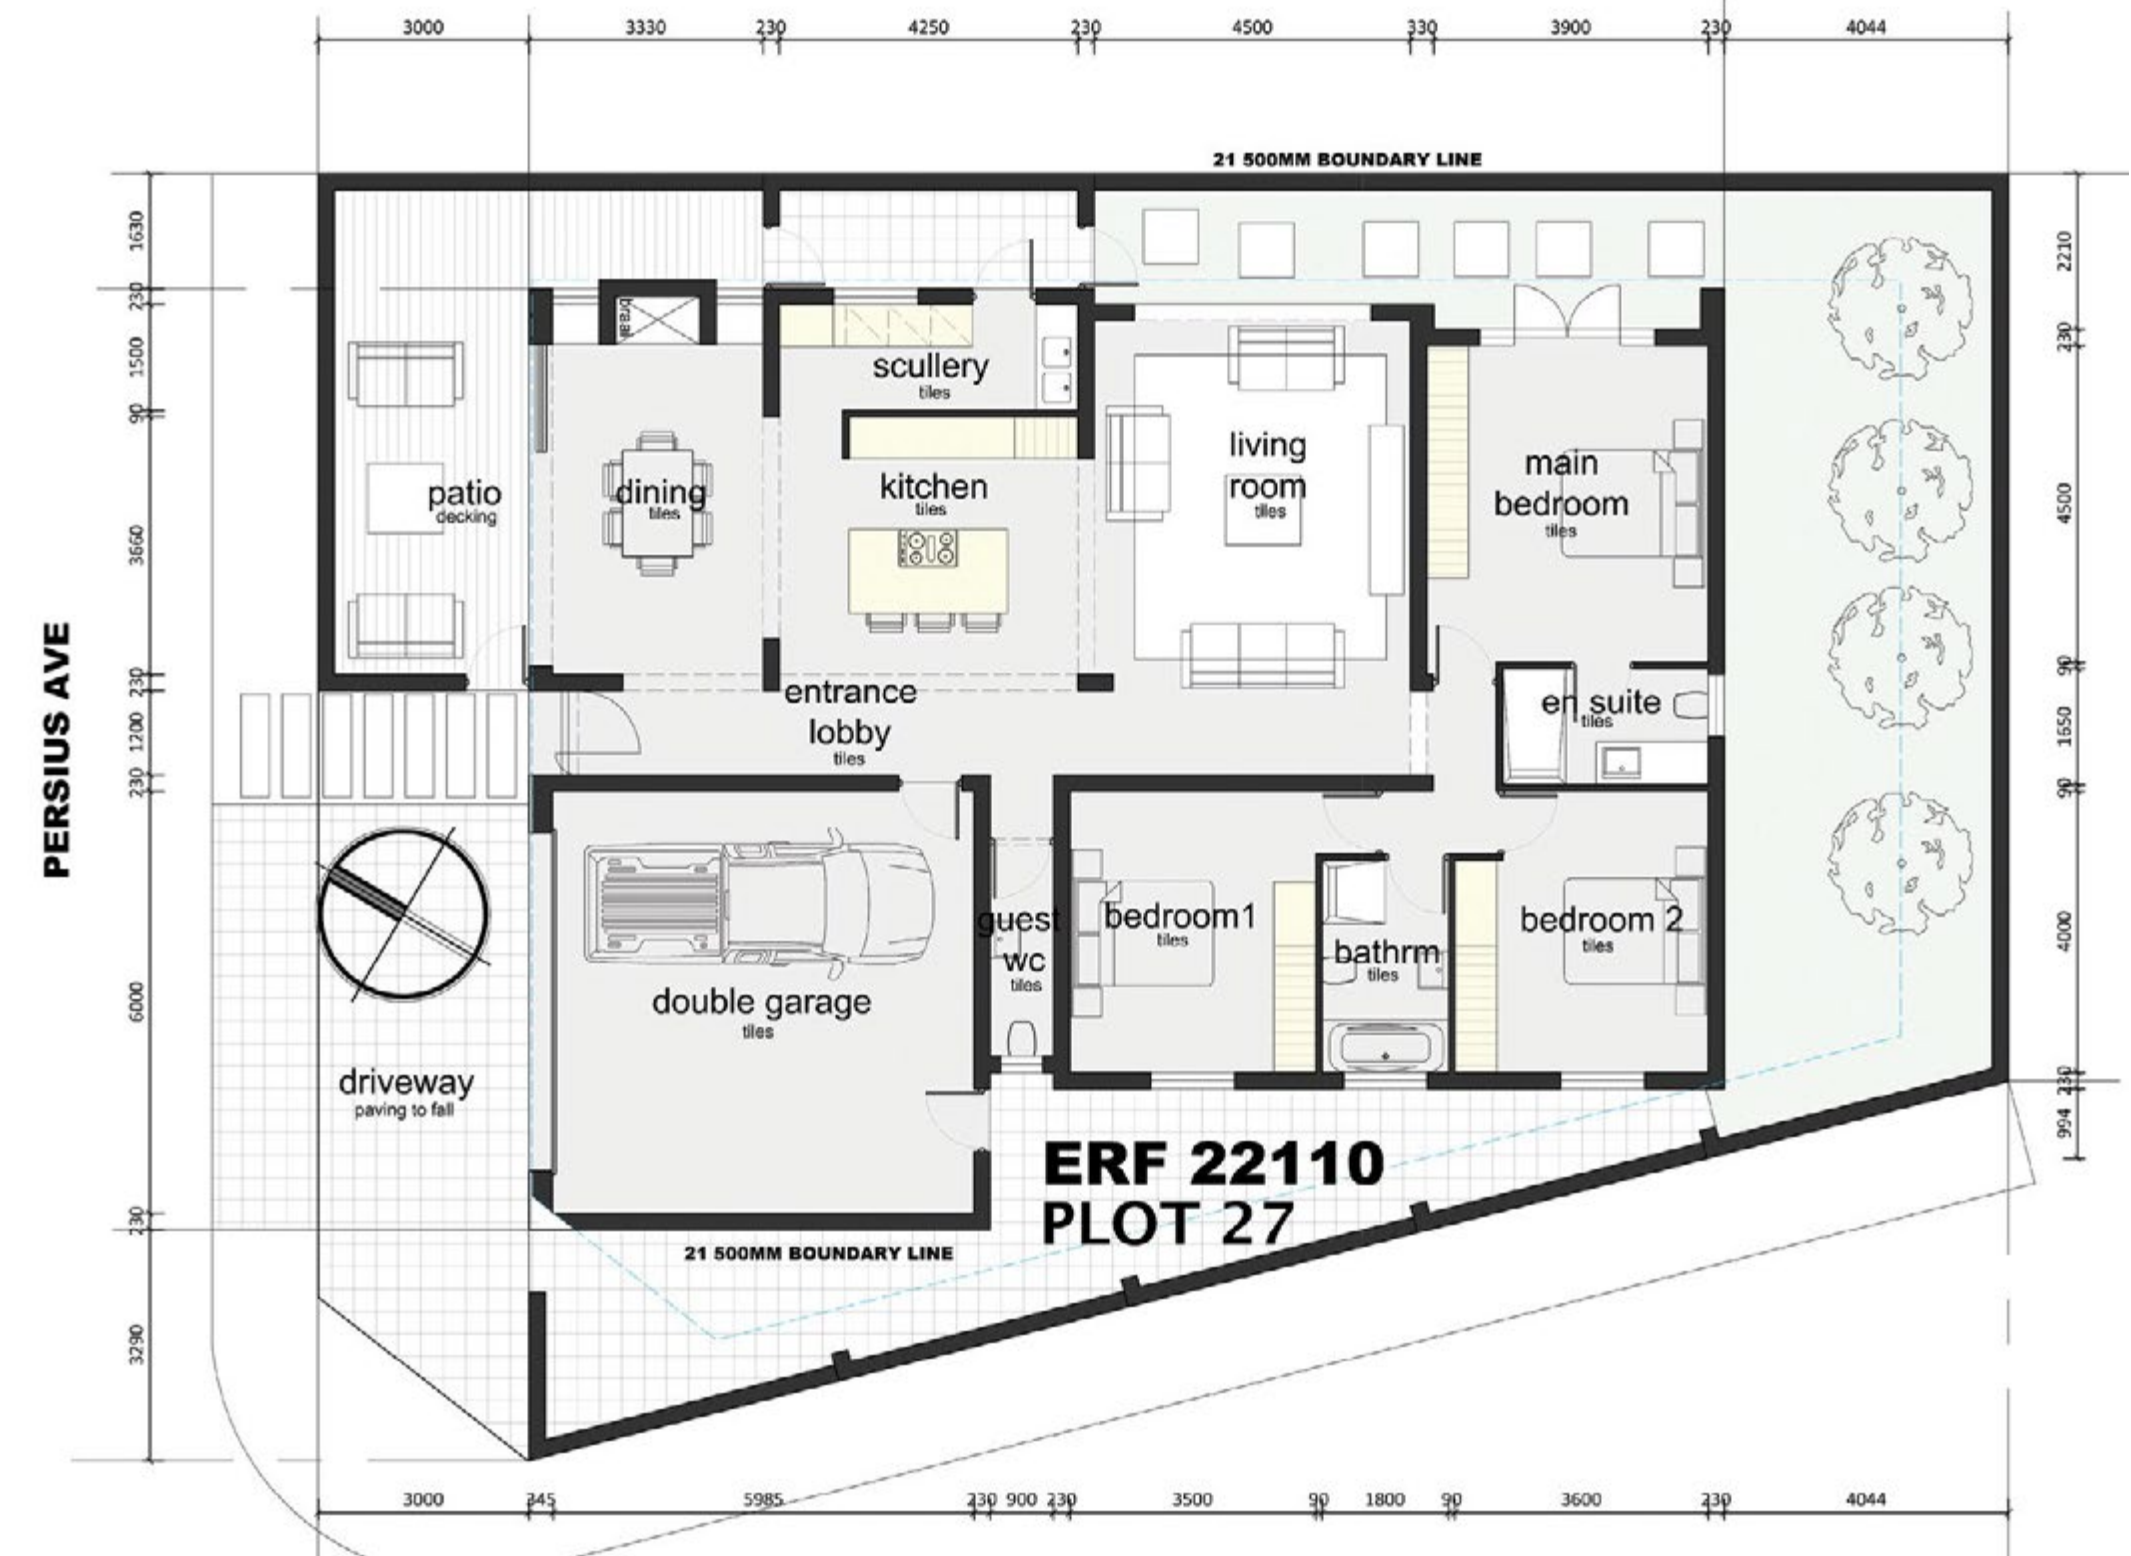 3000 3330 230 4250 230 4500 330 3900 230 4044
21 500MM BOUNDARY LINE
1630
230
1500
90
3660
230
1200
230
6000
230
3290
PERSIUS AVE
braai
scullery
tiles
patio
decking
dining
tiles
kitchen
tiles
living
room
tiles
main
bedroom
tiles
entrance
lobby
tiles
en suite
tiles
guest
wc
tiles
bedroom1
tiles
bathrm
tiles
bedroom 2
tiles
double garage
tiles
driveway
paving to fall
ERF 22110
PLOT 27
21 500MM BOUNDARY LINE
2210
230
4500
90
1650
90
4000
230
994
3000 345 5985 230 900 230 3500 90 1800 90 3600 230 4044